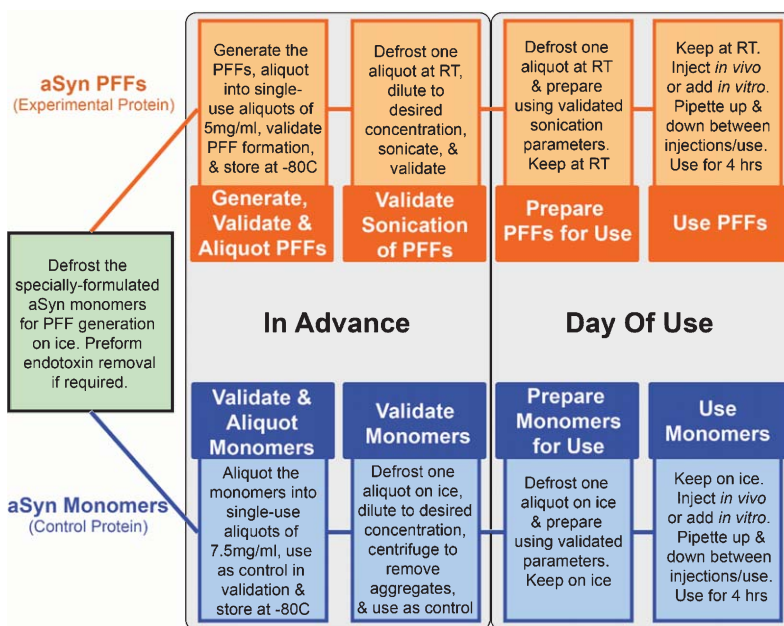 aSyn PFFs
(Experimental Protein)
Generate the
PFFs, aliquot
into single-
use aliquots of
5mg/ml, validate
PFF formation,
& store at -80C
Generate,
Validate &
Aliquot PFFs
Defrost one
aliquot at RT,
dilute to
desired
concentration,
sonicate, &
validate
Validate
Sonication
of PFFs
Defrost one
aliquot at RT
& prepare
using validated
sonication
parameters.
Keep at RT
Prepare
PFFs for Use
Keep at RT.
Inject in vivo
or add in vitro.
Pipette up &
down between
injections/use.
Use for 4 hrs
Use PFFs
Defrost the
specially-formulated
aSyn monomers
for PFF generation
on ice. Preform
endotoxin removal
if required.
In Advance
Day Of Use
aSyn Monomers
(Control Protein)
Validate &
Aliquot
Monomers
Aliquot the
monomers into
single-use
aliquots of
7.5mg/ml, use
as control in
validation &
store at -80C
Validate
Monomers
Defrost one
aliquot on ice,
dilute to desired
concentration,
centrifuge to
remove
aggregates,
& use as control
Prepare
Monomers
for Use
Defrost one
aliquot on ice
& prepare
using validated
parameters.
Keep on ice
Use
Monomers
Keep on ice.
Inject in vivo
or add in vitro.
Pipette up &
down between
injections/use.
Use for 4 hrs